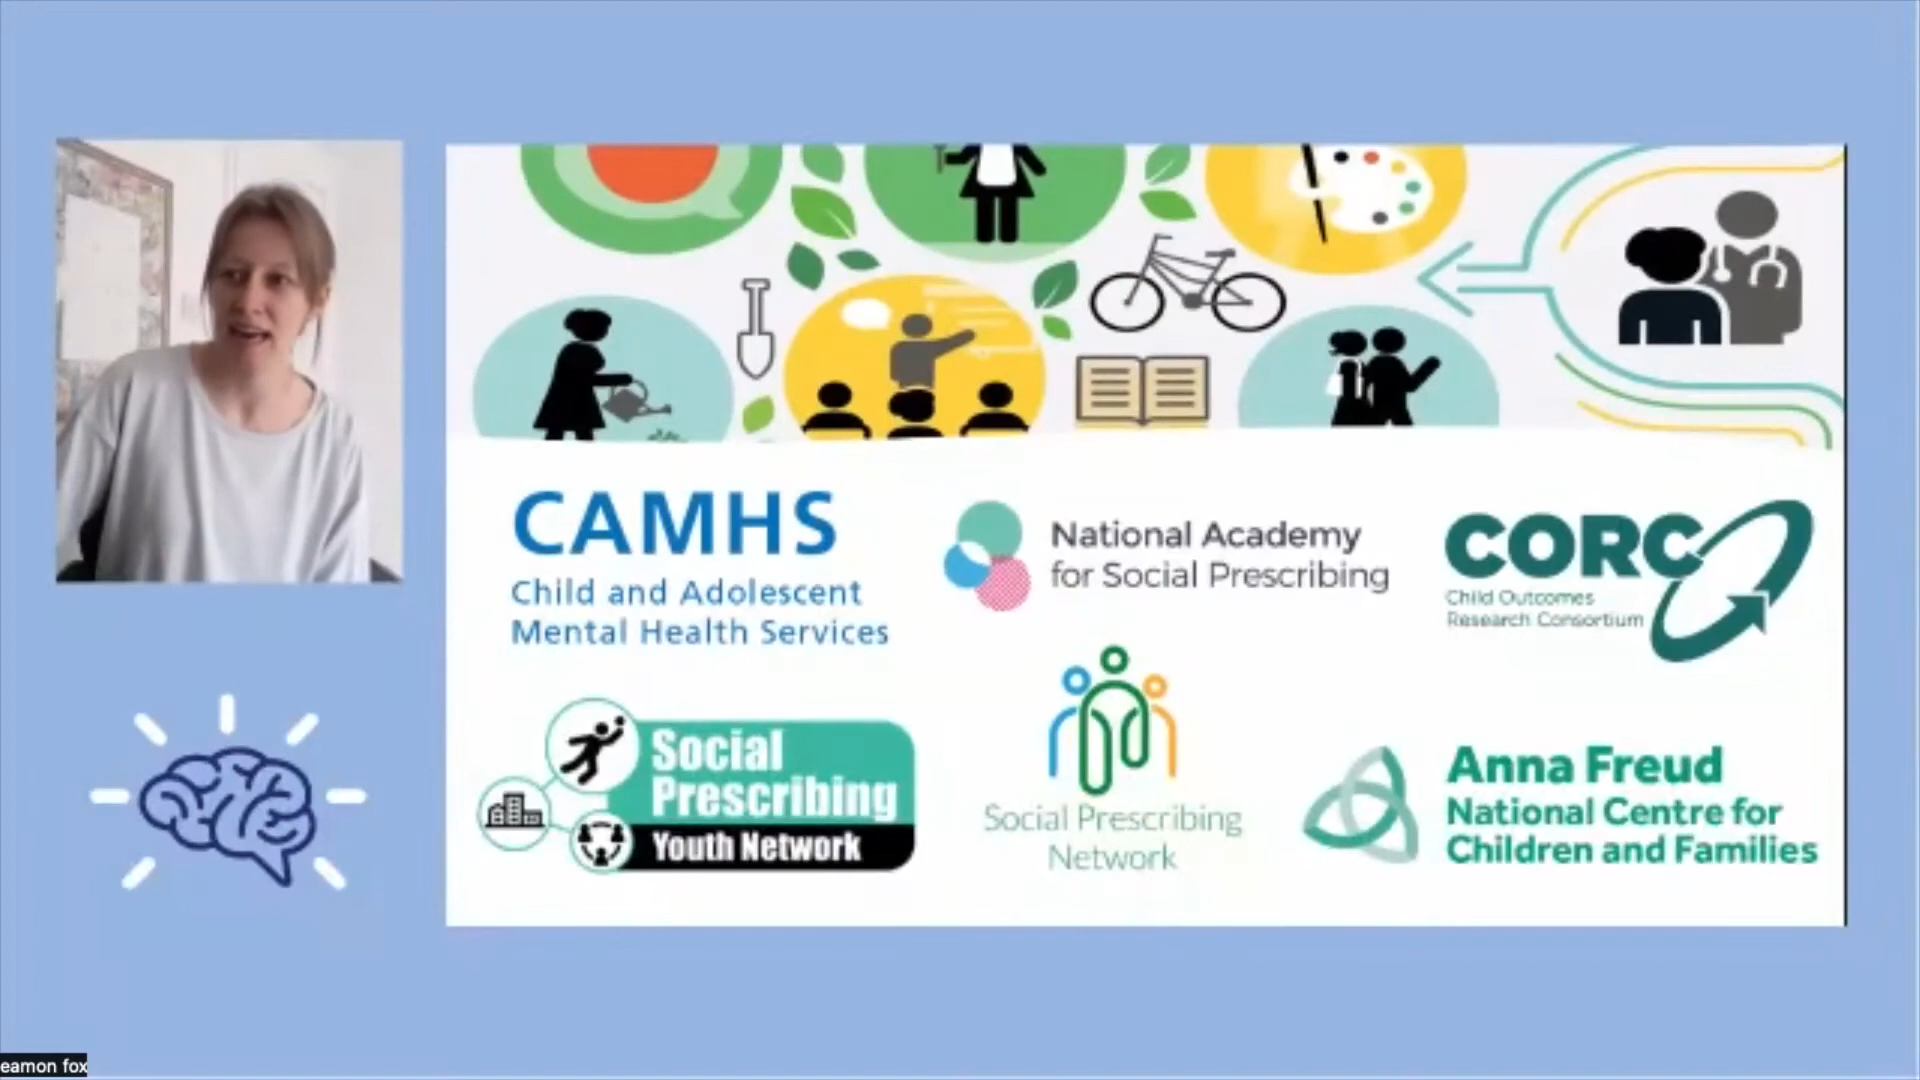 CAMHS
Child and Adolescent
Mental Health Services
National Academy
for Social Prescribing
CORC
Child Outcomes
Research Consortium
Social
Prescribing
Youth Network
Social Prescribing
Network
Anna Freud
National Centre for
Children and Families
eamon fox